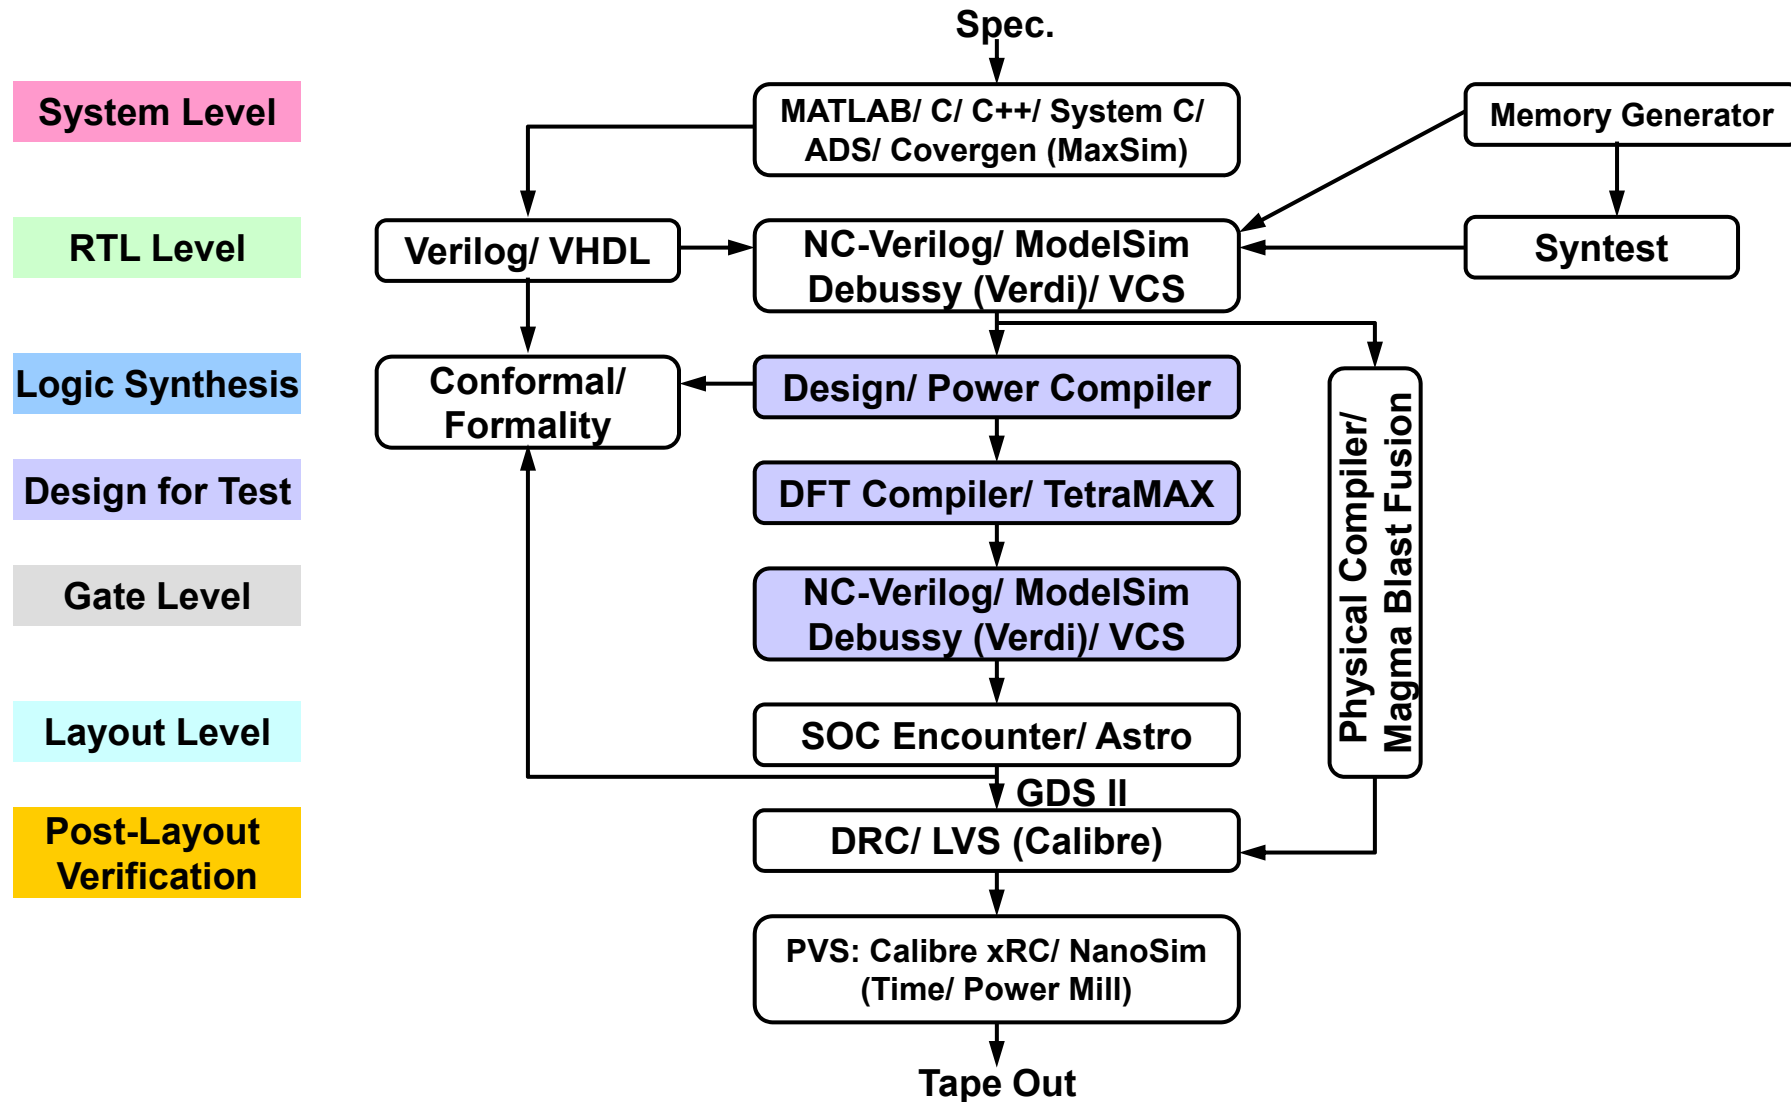 Spec.
System Level
MATLAB/ C/ C++/ System C/
ADS/ Covergen (MaxSim)
Memory Generator
RTL Level
Verilog/ VHDL
NC-Verilog/ ModelSim
Debussy (Verdi)/ VCS
Syntest
Logic Synthesis
Conformal/
Formality
Design/ Power Compiler
Physical Compiler/
Magma Blast Fusion
Design for Test
DFT Compiler/ TetraMAX
Gate Level
NC-Verilog/ ModelSim
Debussy (Verdi)/ VCS
Layout Level
SOC Encounter/ Astro
GDS II
Post-Layout
Verification
DRC/ LVS (Calibre)
PVS: Calibre xRC/ NanoSim
(Time/ Power Mill)
Tape Out